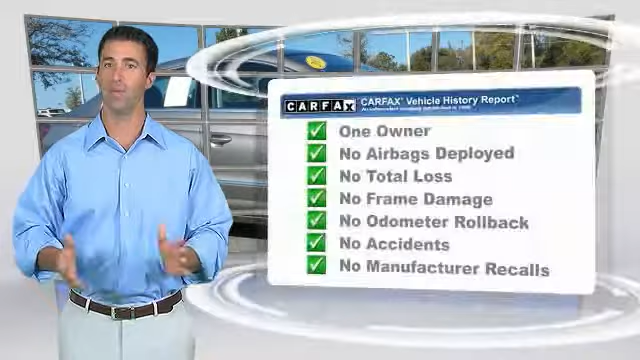 CARFAX CARFAX® Vehicle History Report™
One Owner
No Airbags Deployed
No Total Loss
No Frame Damage
No Odometer Rollback
No Accidents
No Manufacturer Recalls